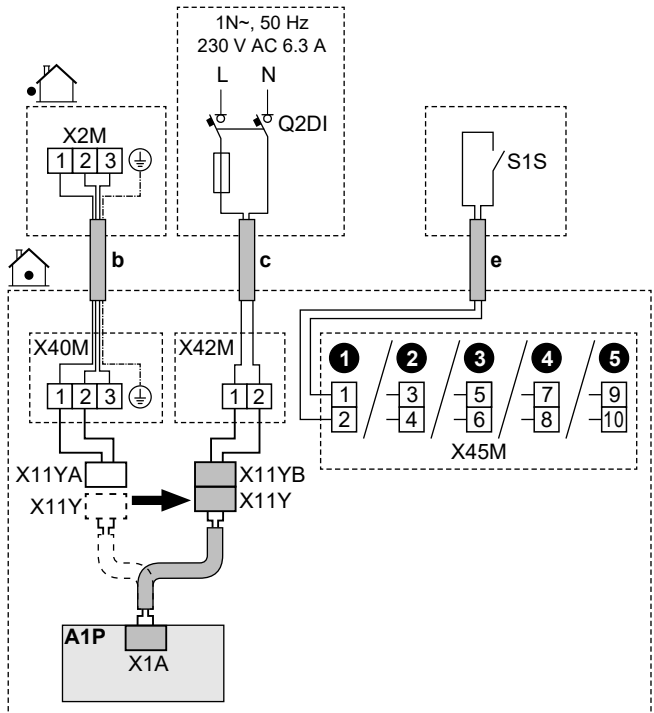 1N~, 50 Hz
230 V AC 6.3 A
L N
Q2DI
X2M
1 2 3
S1S
b
c
e
X40M
1 2 3
X42M
1 2
1 2 3 4 5
1 3 5 7 9
2 4 6 8 10
X45M
X11YA
X11YB
X11Y
X11Y
A1P
X1A